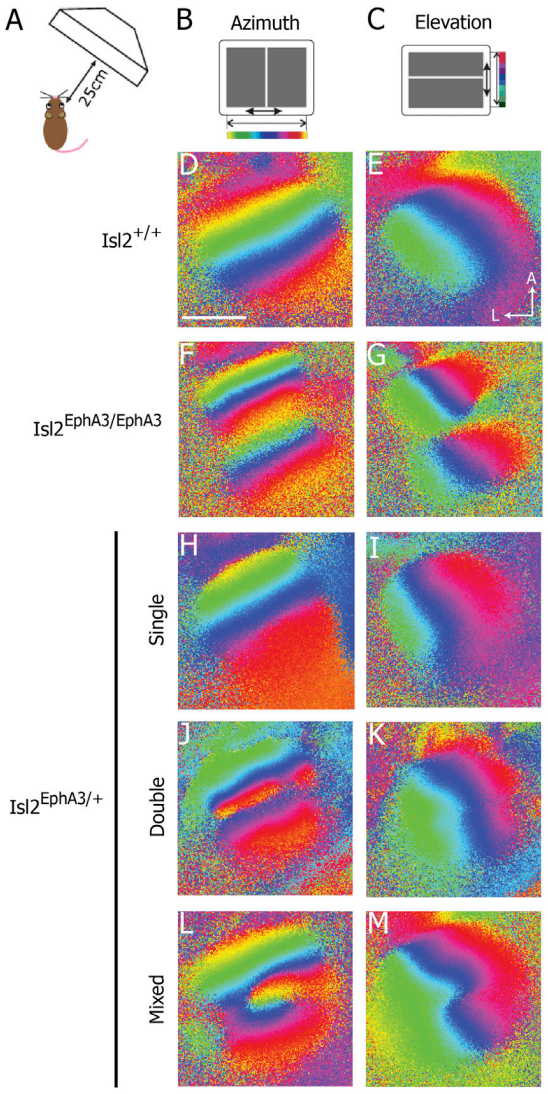 A
25cm
B
Azimuth
C
Elevation
Isl2+/+
D
E
A
L
Isl2EphA3/EphA3
F
G
Isl2EphA3/+
Single
H
I
Double
J
K
Mixed
L
M